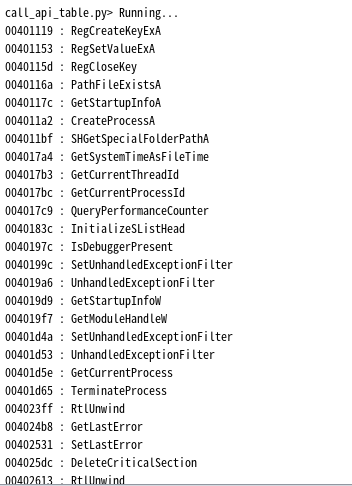 call_api_table.py> Running...
00401119 : RegCreateKeyExA
00401153 : RegSetValueExA
0040115d : RegCloseKey
0040116a : PathFileExistsA
0040117c : GetStartupInfoA
004011a2 : CreateProcessA
004011bf : SHGetSpecialFolderPathA
004017a4 : GetSystemTimeAsFileTime
004017b3 : GetCurrentThreadId
004017bc : GetCurrentProcessId
004017c9 : QueryPerformanceCounter
0040183c : InitializeSListHead
0040197c : IsDebuggerPresent
0040199c : SetUnhandledExceptionFilter
004019a6 : UnhandledExceptionFilter
004019d9 : GetStartupInfoW
004019f7 : GetModuleHandleW
00401d4a : SetUnhandledExceptionFilter
00401d53 : UnhandledExceptionFilter
00401d5e : GetCurrentProcess
00401d65 : TerminateProcess
004023ff : RtlUnwind
004024b8 : GetLastError
00402531 : SetLastError
004025dc : DeleteCriticalSection
00402613 : RtlUnwind